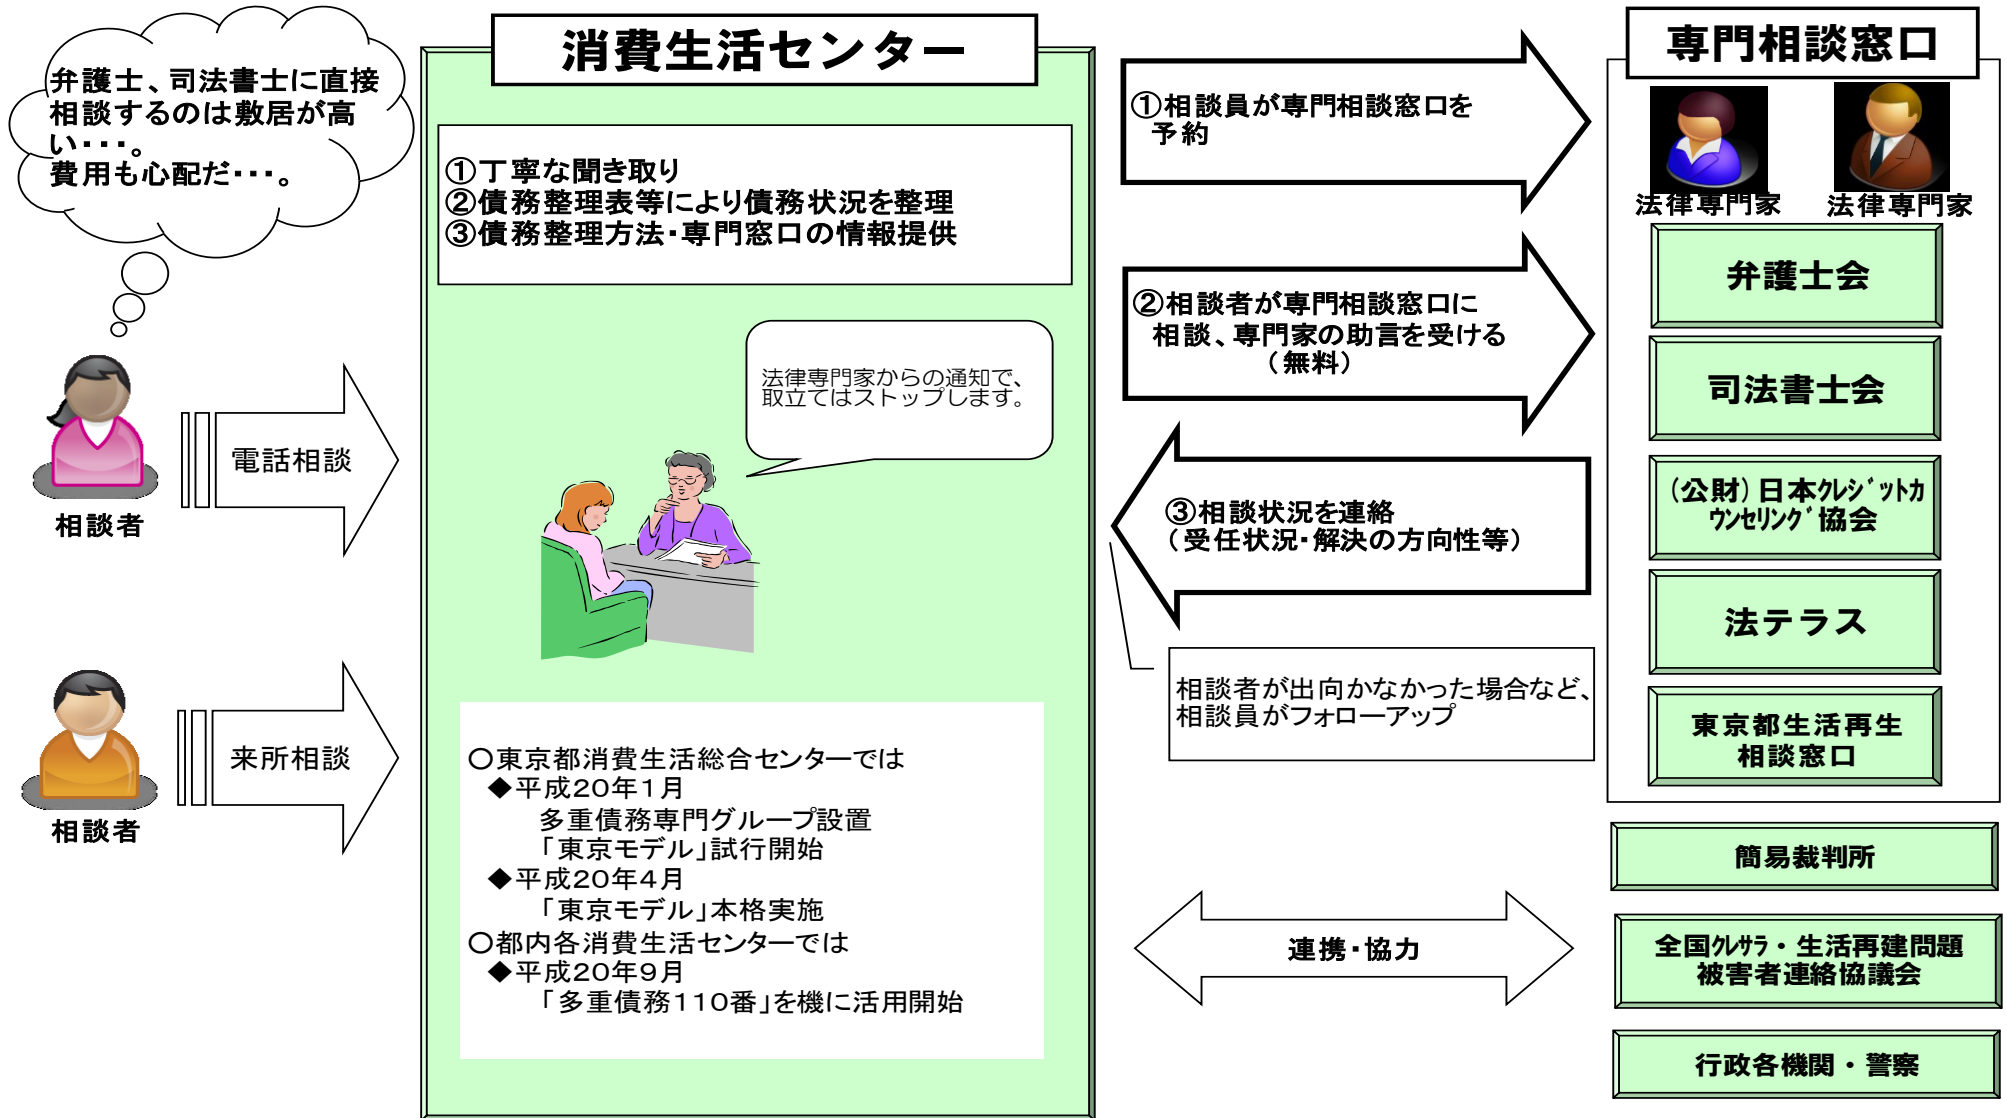 弁護士、司法書士に直接
相談するのは敷居が高
い・・・。
費用も心配だ・・・。
相談者
電話相談
相談者
来所相談
消費生活センター
①丁寧な聞き取り
②債務整理表等により債務状況を整理
③債務整理方法・専門窓口の情報提供
法律専門家からの通知で、
取立てはストップします。
○東京都消費生活総合センターでは
◆平成20年1月
多重債務専門グループ設置
「東京モデル」試行開始
◆平成20年4月
「東京モデル」本格実施
○都内各消費生活センターでは
◆平成20年9月
「多重債務110番」を機に活用開始
①相談員が専門相談窓口を
予約
②相談者が専門相談窓口に
相談、専門家の助言を受ける
（無料）
③相談状況を連絡
（受任状況・解決の方向性等）
相談者が出向かなかった場合など、
相談員がフォローアップ
連携・協力
専門相談窓口
法律専門家
法律専門家
弁護士会
司法書士会
(公財)日本ｸﾚｼﾞｯﾄｶ
ｳﾝｾﾘﾝｸﾞ協会
法テラス
東京都生活再生
相談窓口
簡易裁判所
全国ｸﾚｻﾗ・生活再建問題
被害者連絡協議会
行政各機関・警察